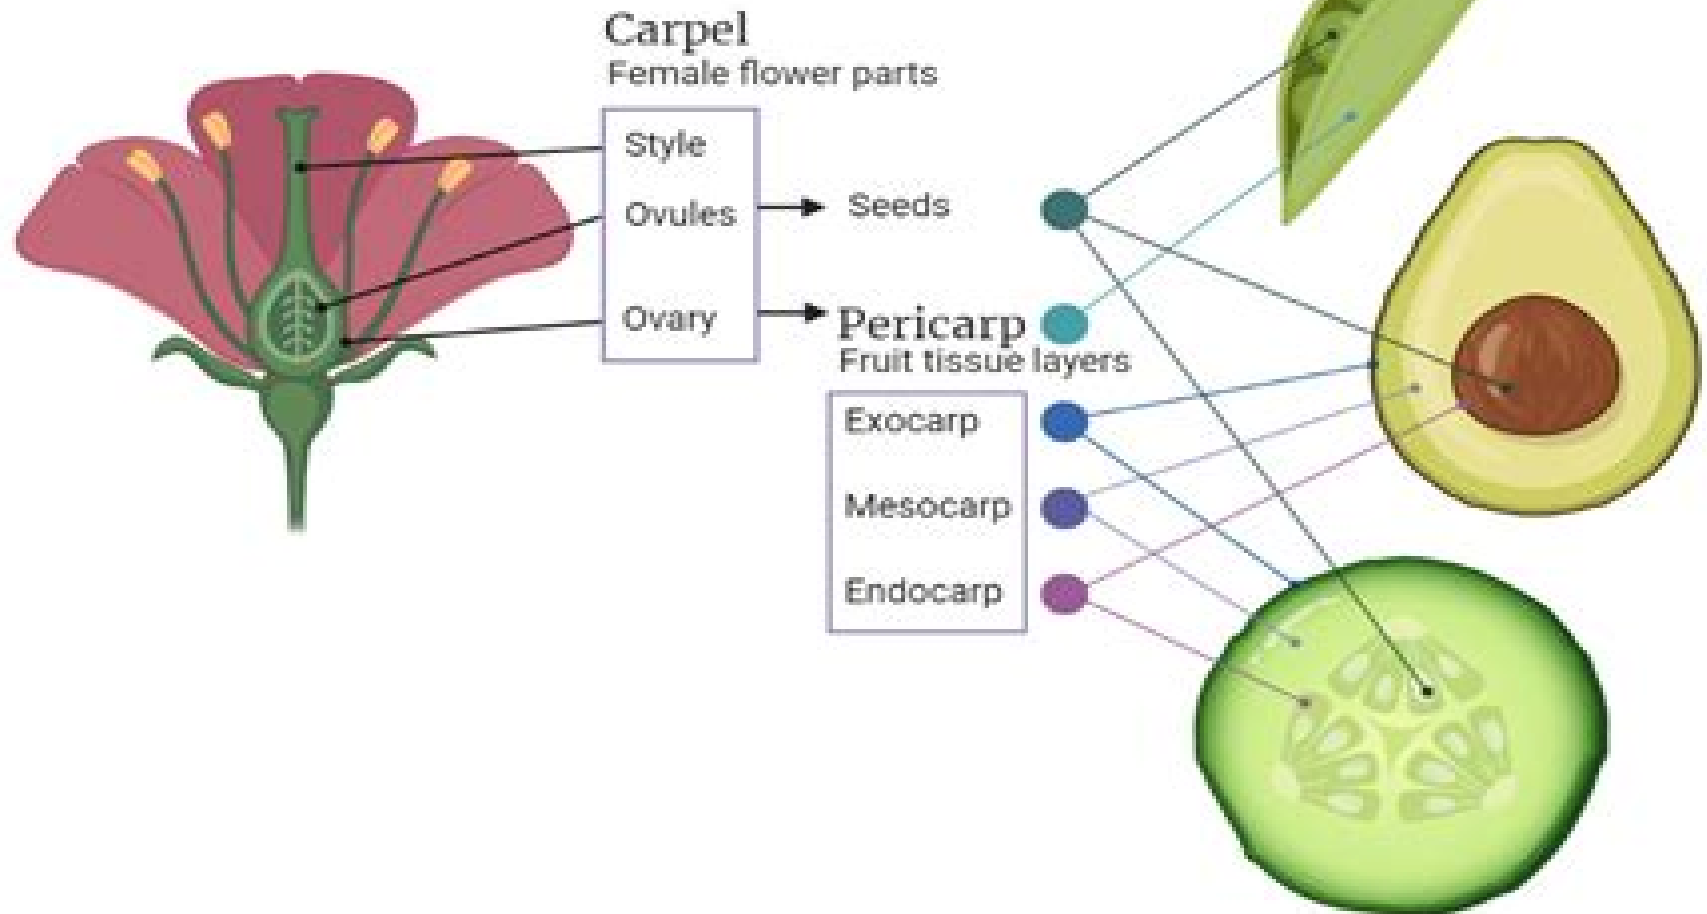 Carpel
Female flower parts
Style
Ovules
Seeds
Ovary
Pericarp
Fruit tissue layers
Exocarp
Mesocarp
Endocarp